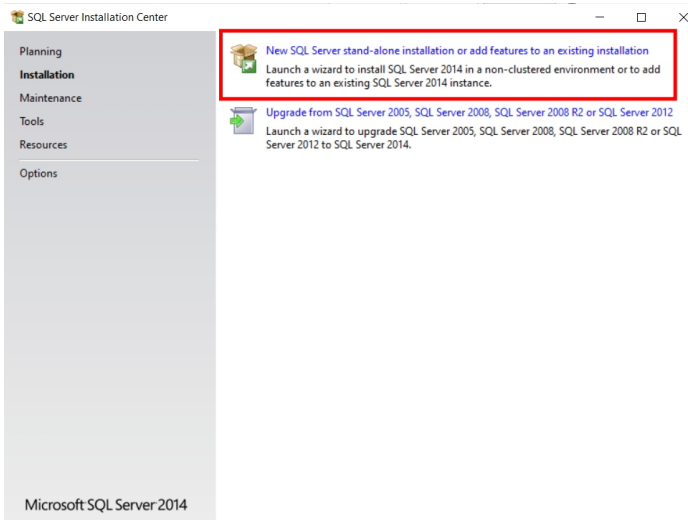 SQL Server Installation Center
Planning
Installation
Maintenance
Tools
Resources
Options
New SQL Server stand-alone installation or add features to an existing installation
Launch a wizard to install SQL Server 2014 in a non-clustered environment or to add
features to an existing SQL Server 2014 instance.
Upgrade from SQL Server 2005, SQL Server 2008, SQL Server 2008 R2 or SQL Server 2012
Launch a wizard to upgrade SQL Server 2005, SQL Server 2008, SQL Server 2008 R2 or SQL
Server 2012 to SQL Server 2014.
Microsoft SQL Server 2014